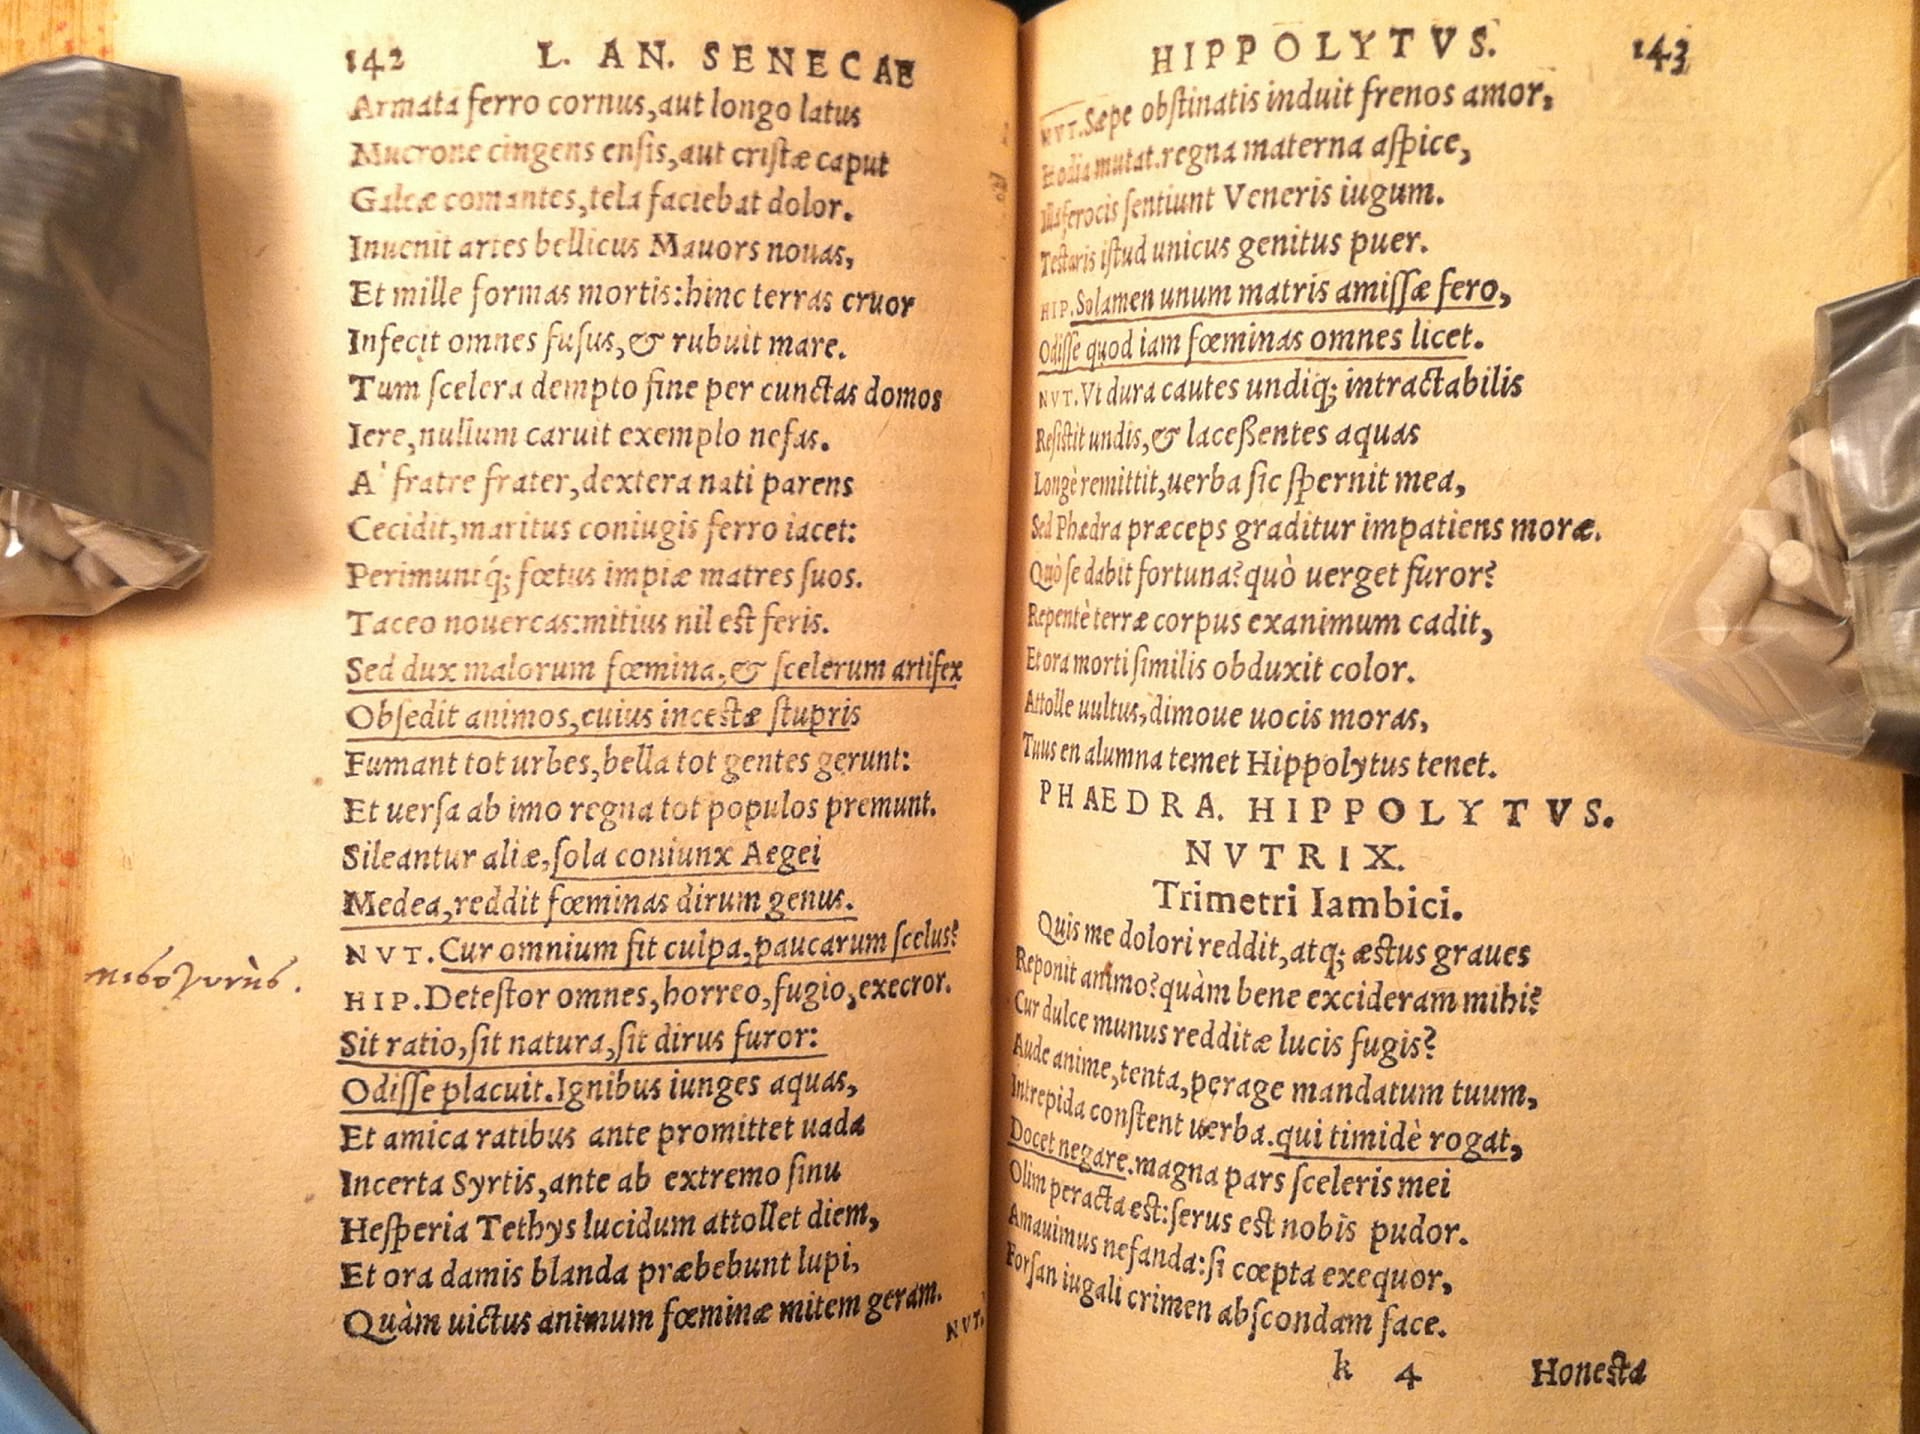 142 L. AN. SENECAE
Armata ferro cornus,aut longo latus
Mucrone cingens enſis,aut criſtæ caput
Galeæ comantes,tela faciebat dolor.
Inuenit artes bellicus Mauors nouas,
Et mille formas mortis:hinc terras cruor
Infecit omnes fuſus,& rubuit mare.
Tum ſcelera dempto fine per cunctas domos
Iere,nullum caruit exemplo nefas.
A' fratre frater,dextera nati parens
Cecidit,maritus coniugis ferro iacet:
Perimuntq́; fœtus impiæ matres ſuos.
Taceo nouercas:mitius nil est feris.
Sed dux malorum fœmina,& ſcelerum artifex
Obſedit animos,cuius incestæ ſtupris
Fumant tot urbes,bella tot gentes gerunt:
Et uerſa ab imo regna tot populos premunt.
Sileantur aliæ,ſola coniunx Aegei
Medea,reddit fœminas dirum genus.
NVT. Cur omnium fit culpa,paucarum ſcelus?
HIP. Deteſtor omnes,horreo,fugio,execror.
Sit ratio,ſit natura,ſit dirus furor:
Odiſſe placuit.Ignibus iunges aquas,
Et amica ratibus ante promittet uada
Incerta Syrtis,ante ab extremo ſinu
Heſperia Tethys lucidum attollet diem,
Et ora damis blanda præbebunt lupi,
Quàm uictus animum fœminæ mitem geram.
NVT.
HIPPOLYTVS. 143
NVT. Sæpe obſtinatis induit frenos amor,
Et odia mutat.regna materna aſpice,
Illæ ferocis ſentiunt Veneris iugum.
Teſtaris iſtud unicus genitus puer.
HIP. Solamen unum matris amiſſæ fero,
Odiſſe quod iam fœminas omnes licet.
NVT. Vt dura cautes undiq; intractabilis
Reſiſtit undis,& laceßentes aquas
Longè remittit,uerba ſic ſpernit mea,
Sed Phædra præceps graditur impatiens moræ.
Quò ſe dabit fortuna?quò uerget furor?
Repentè terræ corpus exanimum cadit,
Et ora morti ſimilis obduxit color.
Attolle uultus,dimoue uocis moras,
Tuus en alumna temet Hippolytus tenet.
PHAEDRA. HIPPOLYTVS.
NVTRIX.
Trimetri Iambici.
Quis me dolori reddit,atq; æſtus graues
Reponit animo?quàm bene excideram mihi?
Cur dulce munus redditæ lucis fugis?
Aude anime,tenta,perage mandatum tuum,
Intrepida conſtent uerba.qui timidè rogat,
Docet negare.magna pars ſceleris mei
Olim peracta est:ſerus est nobis pudor.
Amauimus nefanda:ſi cœpta exequor,
Forſan iugali crimen abſcondam face.
k 4 Honesta